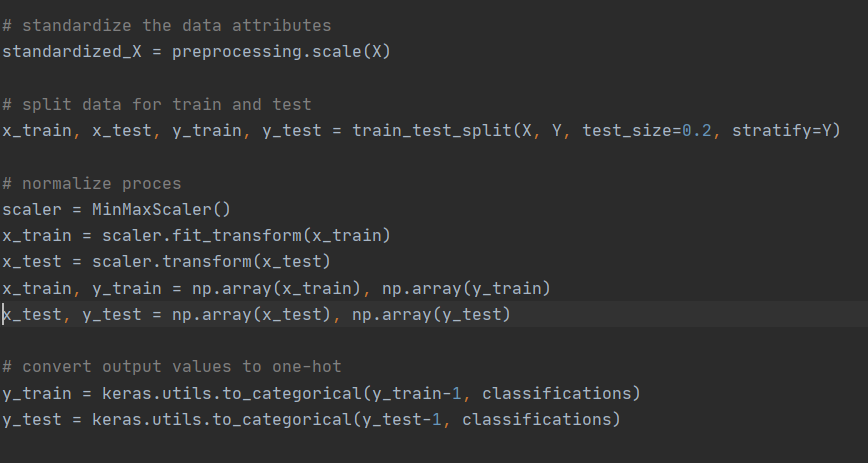 # standardize the data attributes
standardized_X = preprocessing.scale(X)
# split data for train and test
x_train, x_test, y_train, y_test = train_test_split(X, Y, test_size=0.2, stratify=Y)
# normalize proces
scaler = MinMaxScaler()
x_train = scaler.fit_transform(x_train)
x_test = scaler.transform(x_test)
x_train, y_train = np.array(x_train), np.array(y_train)
x_test, y_test = np.array(x_test), np.array(y_test)
# convert output values to one-hot
y_train = keras.utils.to_categorical(y_train-1, classifications)
y_test = keras.utils.to_categorical(y_test-1, classifications)